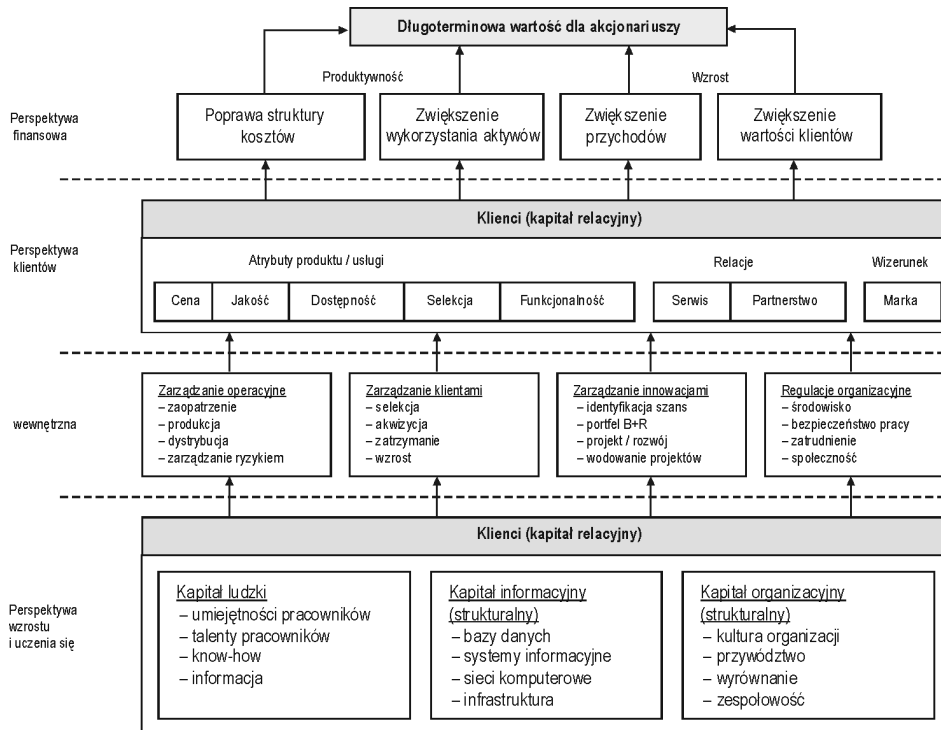 Długoterminowa wartość dla akcjonariuszy
Produktywność
Wzrost
Perspektywa
finansowa
Poprawa struktury
kosztów
Zwiększenie
wykorzystania aktywów
Zwiększenie
przychodów
Zwiększenie
wartości klientów
Klienci (kapitał relacyjny)
Perspektywa
klientów
Atrybuty produktu / usługi
Relacje
Wizerunek
Cena
Jakość
Dostępność
Selekcja
Funkcjonalność
Serwis
Partnerstwo
Marka
wewnętrzna
Zarządzanie operacyjne
– zaopatrzenie
– produkcja
– dystrybucja
– zarządzanie ryzykiem
Zarządzanie klientami
– selekcja
– akwizycja
– zatrzymanie
– wzrost
Zarządzanie innowacjami
– identyfikacja szans
– portfel B+R
– projekt / rozwój
– wodowanie projektów
Regulacje organizacyjne
– środowisko
– bezpieczeństwo pracy
– zatrudnienie
– społeczność
Klienci (kapitał relacyjny)
Perspektywa
wzrostu
i uczenia się
Kapitał ludzki
– umiejętności pracowników
– talenty pracowników
– know-how
– informacja
Kapitał informacyjny
(strukturalny)
– bazy danych
– systemy informacyjne
– sieci komputerowe
– infrastruktura
Kapitał organizacyjny
(strukturalny)
– kultura organizacji
– przywództwo
– wyrównanie
– zespołowość